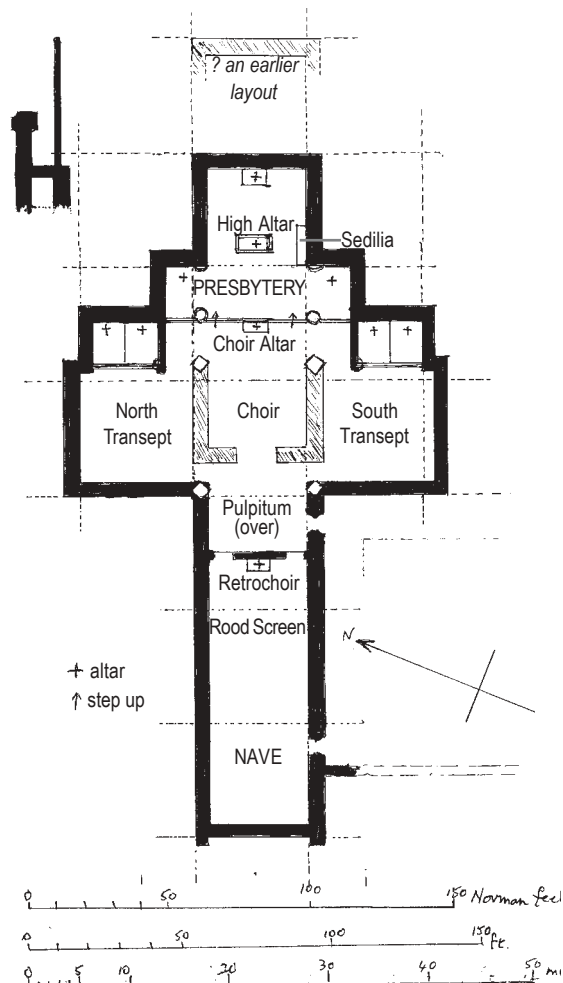 ? an earlier
layout
High Altar
Sedilia
PRESBYTERY
Choir Altar
North
Transept
Choir
South
Transept
Pulpitum
(over)
Retrochoir
Rood Screen
N
altar
step up
NAVE
0 50 100 150 Norman feet
0 50 100 150 ft.
0 5 10 20 30 40 50 m